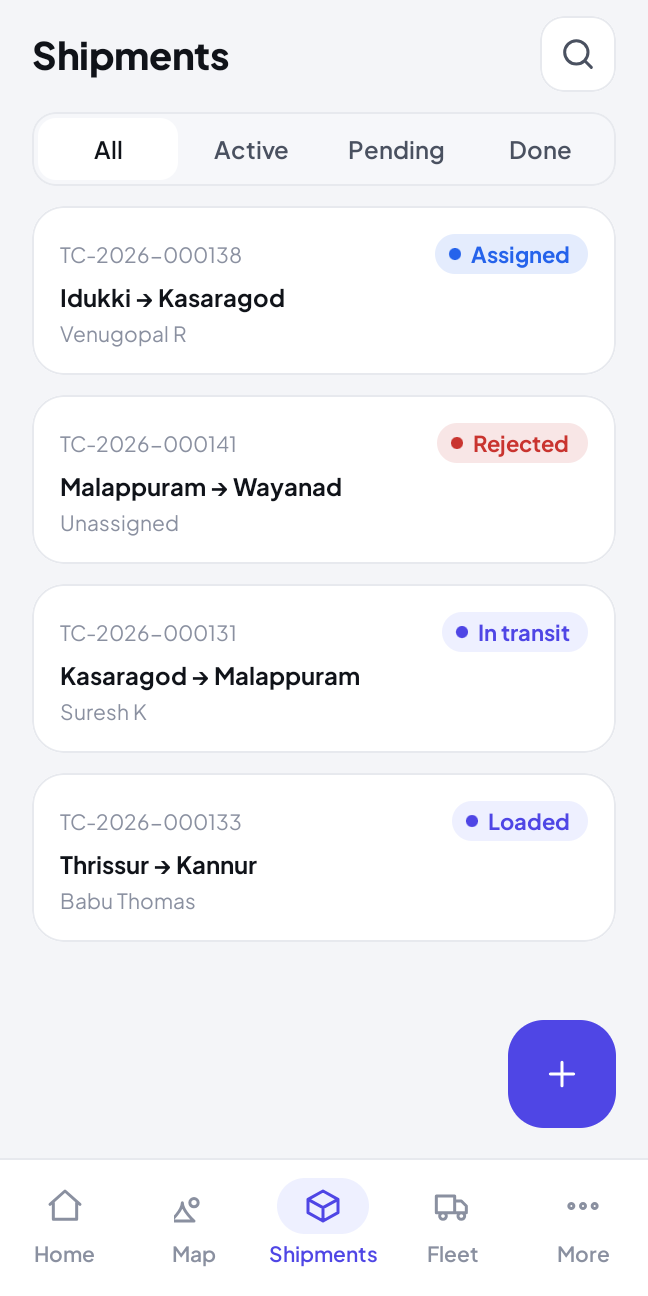 Shipments
All
Active
Pending
Done
TC-2026-000138
Assigned
Idukki → Kasaragod
Venugopal R
TC-2026-000141
Rejected
Malappuram → Wayanad
Unassigned
TC-2026-000131
In transit
Kasaragod → Malappuram
Suresh K
TC-2026-000133
Loaded
Thrissur → Kannur
Babu Thomas
Home
Map
Shipments
Fleet
More